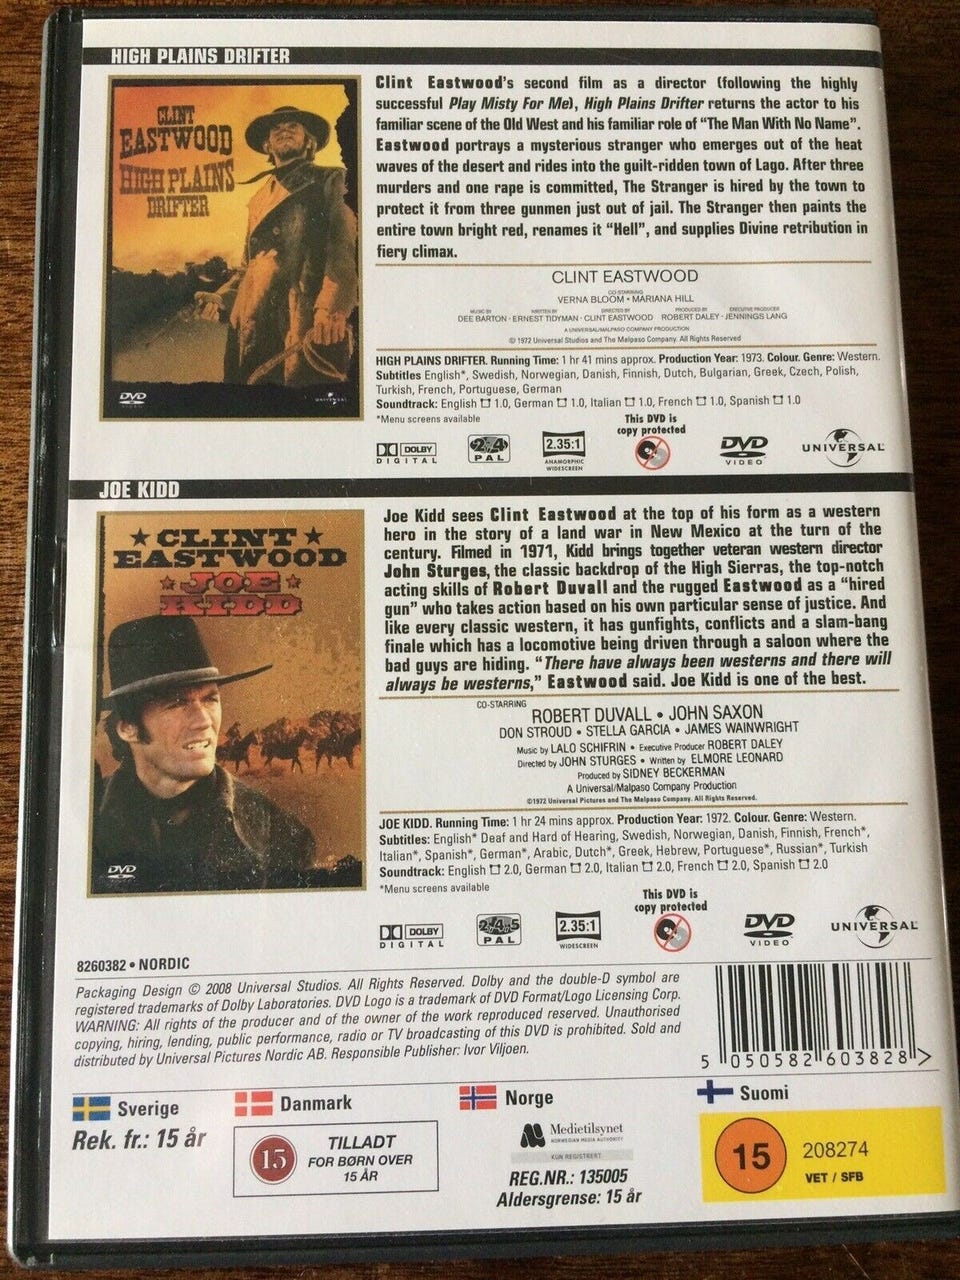 HIGH PLAINS DRIFTER
CLINT
EASTWOOD
HIGH PLAINS
DRIFTER
DVD
UNIVERSAL
Clint Eastwood's second film as a director (following the highly
successful Play Misty For Me), High Plains Drifter returns the actor to his
familiar scene of the Old West and his familiar role of "The Man With No Name".
Eastwood portrays a mysterious stranger who emerges out of the heat
waves of the desert and rides into the guilt-ridden town of Lago. After three
murders and one rape is committed, The Stranger is hired by the town to
protect it from three gunmen just out of jail. The Stranger then paints the
entire town bright red, renames it "Hell", and supplies Divine retribution in
fiery climax.
CLINT EASTWOOD
CO-STARRING
VERNA BLOOM • MARIANA HILL
MUSIC BY WRITTEN BY DIRECTED BY PRODUCED BY EXECUTIVE PRODUCER
DEE BARTON · ERNEST TIDYMAN · CLINT EASTWOOD ROBERT DALEY · JENNINGS LANG
A UNIVERSAL/MALPASO COMPANY PRODUCTION
© 1972 Universal Studios and The Malpaso Company. All Rights Reserved
HIGH PLAINS DRIFTER. Running Time: 1 hr 41 mins approx. Production Year: 1973. Colour. Genre: Western.
Subtitles English*, Swedish, Norwegian, Danish, Finnish, Dutch, Bulgarian, Greek, Czech, Polish,
Turkish, French, Portuguese, German
Soundtrack: English 1.0, German 1.0, Italian 1.0, French 1.0, Spanish 1.0
*Menu screens available
This DVD is
copy protected
DOLBY
DIGITAL
2 4
PAL
2.35:1
ANAMORPHIC
WIDESCREEN
DVD
VIDEO
UNIVERSAL
JOE KIDD
CLINT
EASTWOOD
JOE
KIDD
DVD
Joe Kidd sees Clint Eastwood at the top of his form as a western
hero in the story of a land war in New Mexico at the turn of the
century. Filmed in 1971, Kidd brings together veteran western director
John Sturges, the classic backdrop of the High Sierras, the top-notch
acting skills of Robert Duvall and the rugged Eastwood as a "hired
gun" who takes action based on his own particular sense of justice. And
like every classic western, it has gunfights, conflicts and a slam-bang
finale which has a locomotive being driven through a saloon where the
bad guys are hiding. "There have always been westerns and there will
always be westerns," Eastwood said. Joe Kidd is one of the best.
CO-STARRING
ROBERT DUVALL • JOHN SAXON
DON STROUD • STELLA GARCIA • JAMES WAINWRIGHT
Music by LALO SCHIFRIN • Executive Producer ROBERT DALEY
Directed by JOHN STURGES • Written by ELMORE LEONARD
Produced by SIDNEY BECKERMAN
A Universal/Malpaso Company Production
©1972 Universal Pictures and The Malpaso Company. All Rights Reserved.
JOE KIDD. Running Time: 1 hr 24 mins approx. Production Year: 1972. Colour. Genre: Western.
Subtitles: English* Deaf and Hard of Hearing, Swedish, Norwegian, Danish, Finnish, French*,
Italian*, Spanish*, German*, Arabic, Dutch*, Greek, Hebrew, Portuguese*, Russian*, Turkish
Soundtrack: English 2.0, German 2.0, Italian 2.0, French 2.0, Spanish 2.0
*Menu screens available
This DVD is
copy protected
DOLBY
DIGITAL
2.4.5
PAL
2.35:1
WIDESCREEN
DVD
VIDEO
UNIVERSAL
8260382 • NORDIC
Packaging Design © 2008 Universal Studios. All Rights Reserved. Dolby and the double-D symbol are
registered trademarks of Dolby Laboratories. DVD Logo is a trademark of DVD Format/Logo Licensing Corp.
WARNING: All rights of the producer and of the owner of the work reproduced reserved. Unauthorised
copying, hiring, lending, public performance, radio or TV broadcasting of this DVD is prohibited. Sold and
distributed by Universal Pictures Nordic AB. Responsible Publisher: Ivor Viljoen.
5 050582 603828 >
Sverige
Rek. fr.: 15 år
Danmark
15
TILLADT
FOR BØRN OVER
15 ÅR
Norge
Medietilsynet
NORWEGIAN MEDIA AUTHORITY
KUN REGISTRERT
REG.NR.: 135005
Aldersgrense: 15 år
Suomi
15
208274
VET / SFB